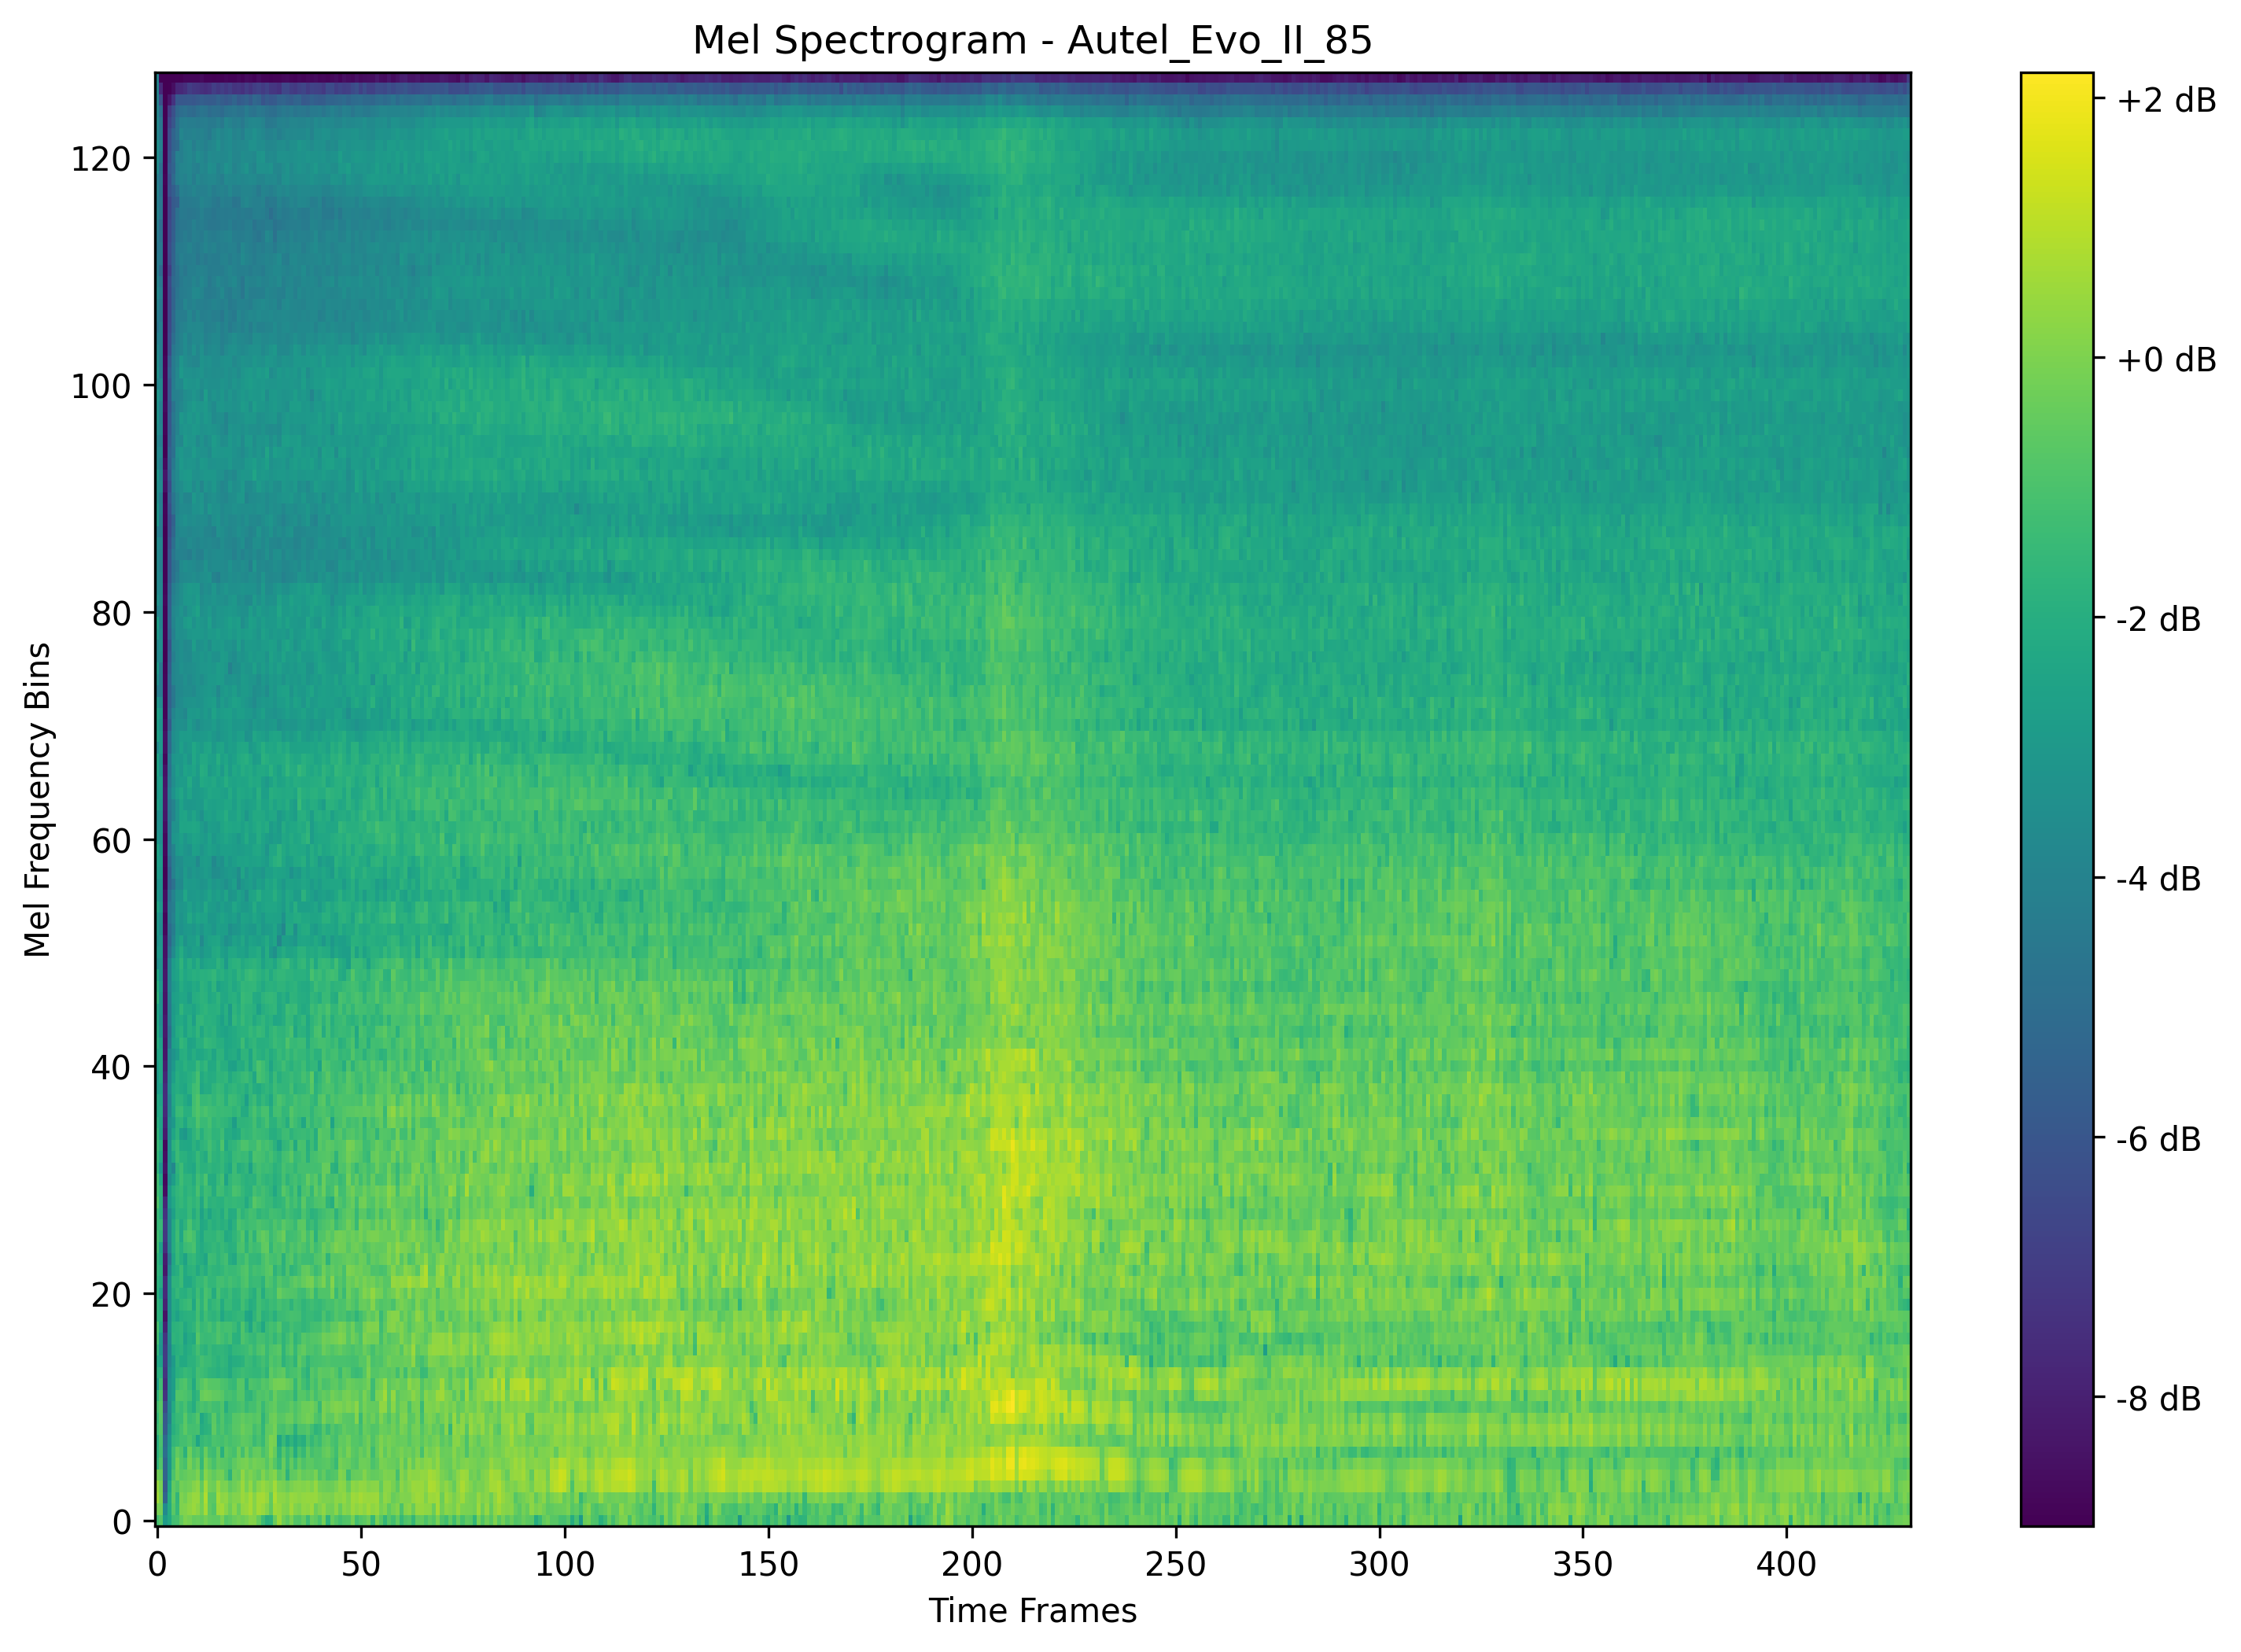 Mel Spectrogram - Autel_Evo_II_85
Mel Frequency Bins
120
100
80
60
40
20
0
0 50 100 150 200 250 300 350 400
Time Frames
+2 dB
+0 dB
-2 dB
-4 dB
-6 dB
-8 dB